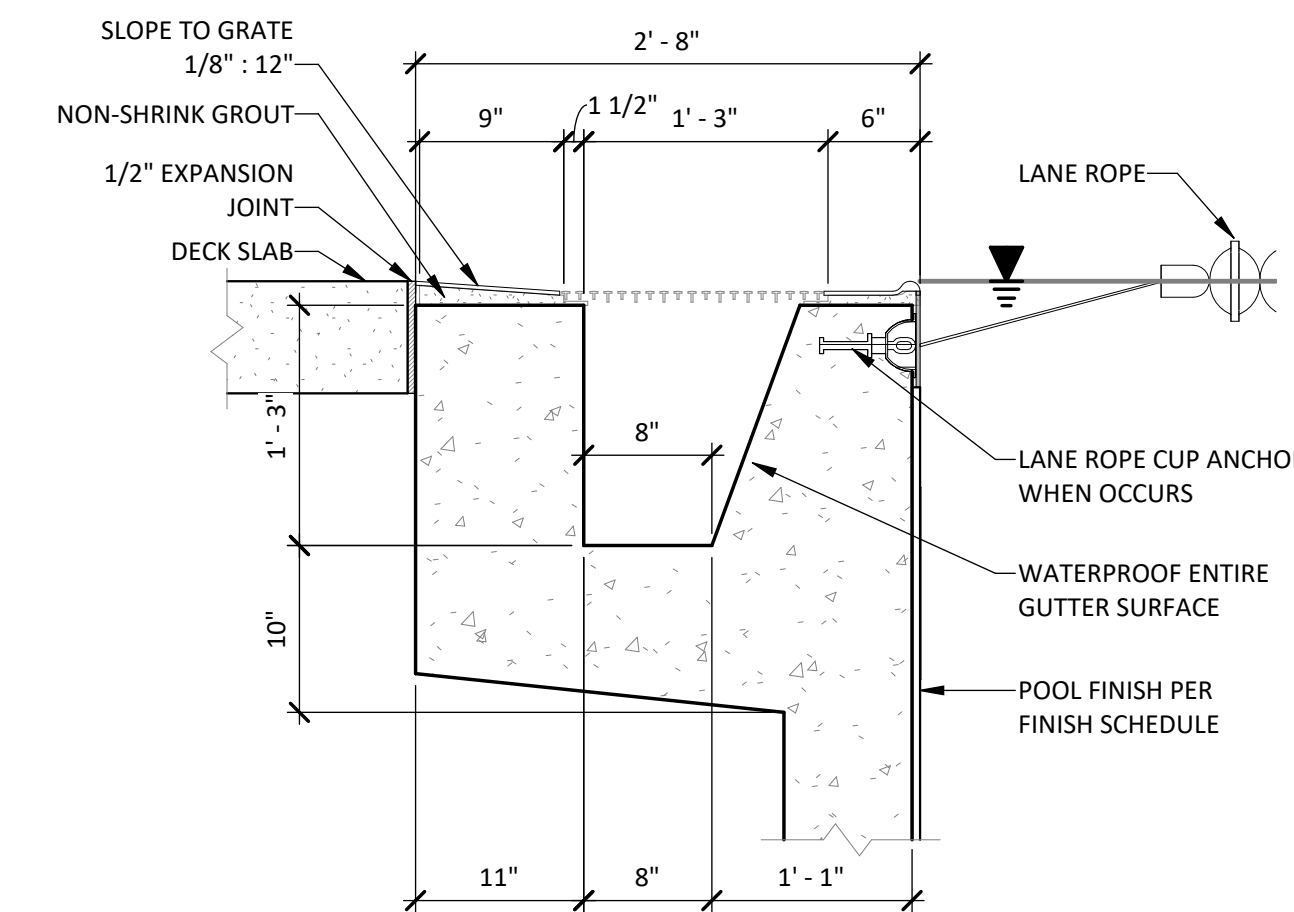 SLOPE TO GRATE
1/8" : 12"
NON-SHRINK GROUT
1/2" EXPANSION
JOINT
DECK SLAB
2' - 8"
9"
1 1/2"
1' - 3"
6"
LANE ROPE
1' - 3"
8"
LANE ROPE CUP ANCHO
WHEN OCCURS
WATERPROOF ENTIRE
GUTTER SURFACE
10"
POOL FINISH PER
FINISH SCHEDULE
11"
8"
1' - 1"